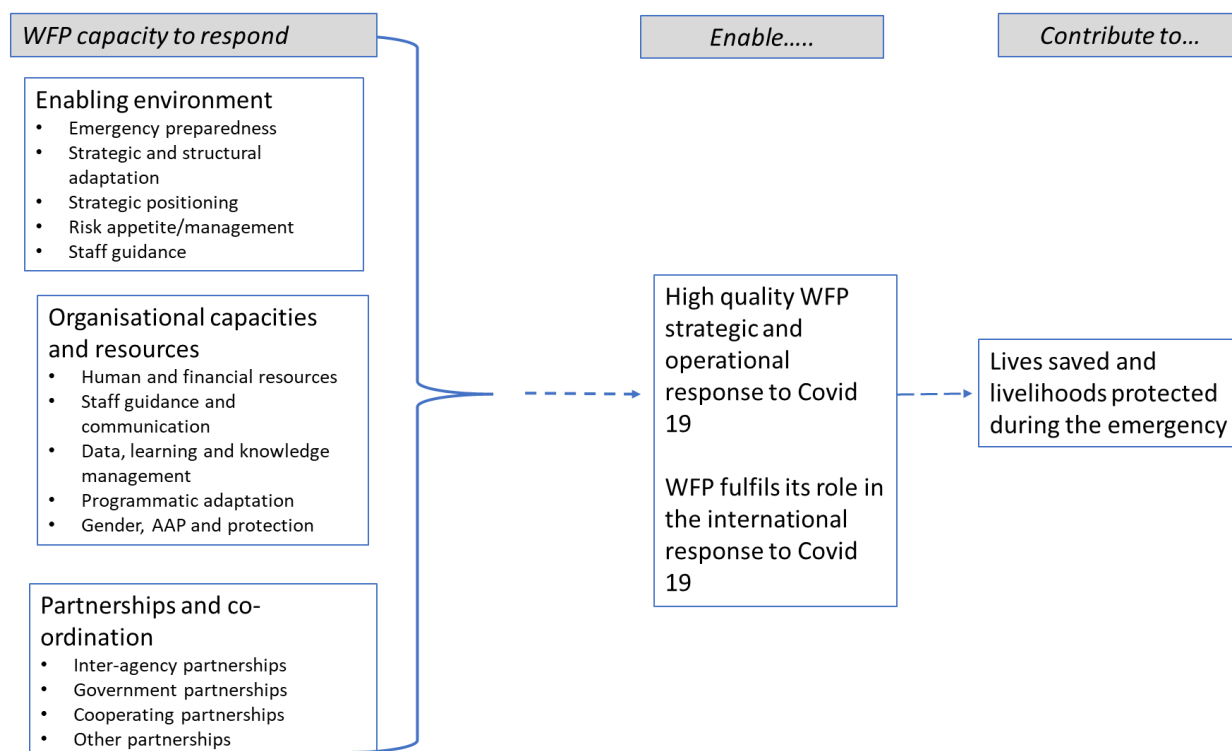 WFP capacity to respond
Enable…..
Contribute to…
Enabling environment
• Emergency preparedness
• Strategic and structural
adaptation
• Strategic positioning
• Risk appetite/management
• Staff guidance
Organisational capacities
and resources
• Human and financial resources
• Staff guidance and
communication
• Data, learning and knowledge
management
• Programmatic adaptation
• Gender, AAP and protection
Partnerships and co-
ordination
• Inter-agency partnerships
• Government partnerships
• Cooperating partnerships
• Other partnerships
High quality WFP
strategic and
operational
response to Covid
19
WFP fulfils its role in
the international
response to Covid
19
Lives saved and
livelihoods protected
during the emergency